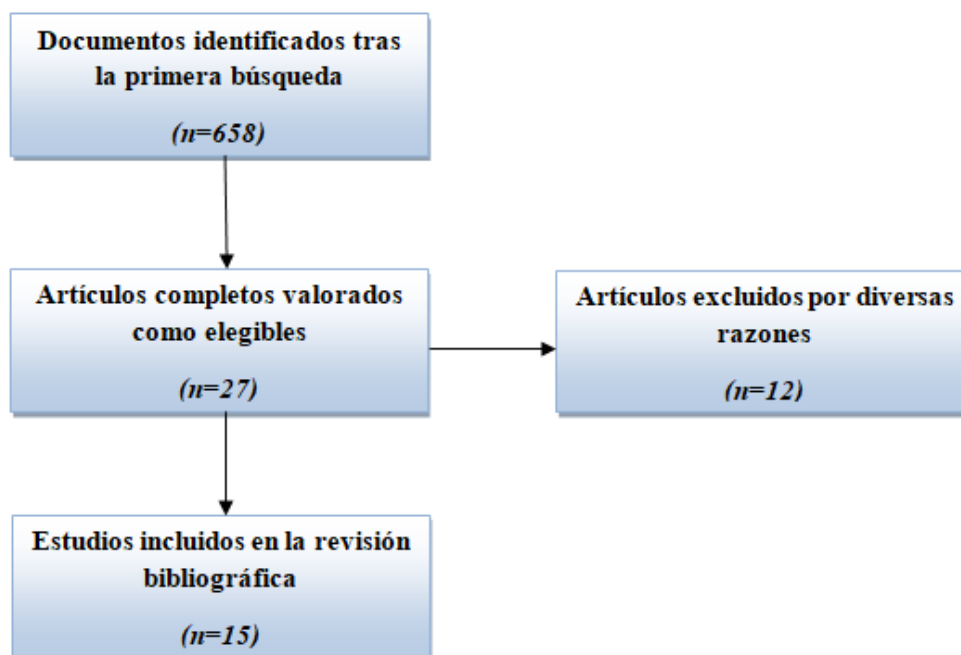 Documentos identificados tras
la primera búsqueda
(n=658)
Artículos completos valorados
como elegibles
(n=27)
Artículos excluidos por diversas
razones
(n=12)
Estudios incluidos en la revisión
bibliográfica
(n=15)